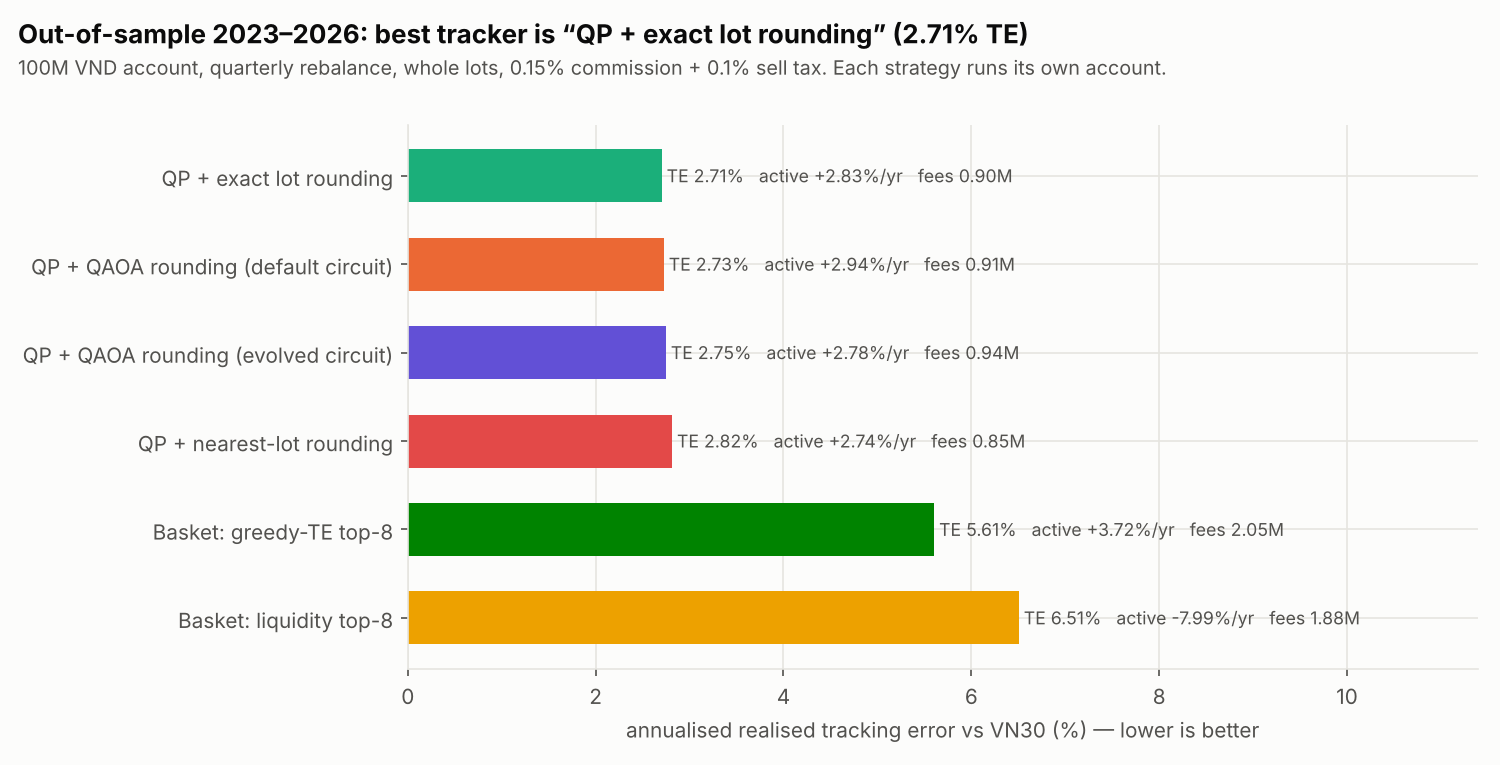 Out-of-sample 2023–2026: best tracker is “QP + exact lot rounding” (2.71% TE)
100M VND account, quarterly rebalance, whole lots, 0.15% commission + 0.1% sell tax. Each strategy runs its own account.
QP + exact lot rounding TE 2.71% active +2.83%/yr fees 0.90M
QP + QAOA rounding (default circuit) TE 2.73% active +2.94%/yr fees 0.91M
QP + QAOA rounding (evolved circuit) TE 2.75% active +2.78%/yr fees 0.94M
QP + nearest-lot rounding TE 2.82% active +2.74%/yr fees 0.85M
Basket: greedy-TE top-8 TE 5.61% active +3.72%/yr fees 2.05M
Basket: liquidity top-8 TE 6.51% active -7.99%/yr fees 1.88M
0 2 4 6 8 10
annualised realised tracking error vs VN30 (%) — lower is better